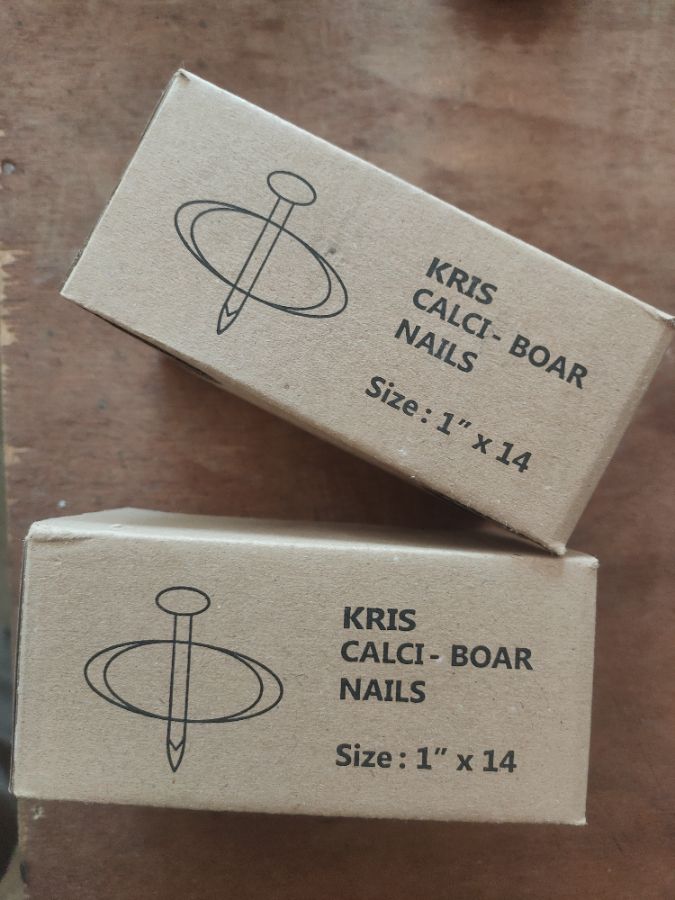 KRIS
CALCI - BOAR
NAILS
Size : 1" x 14
KRIS
CALCI - BOAR
NAILS
Size : 1" x 14